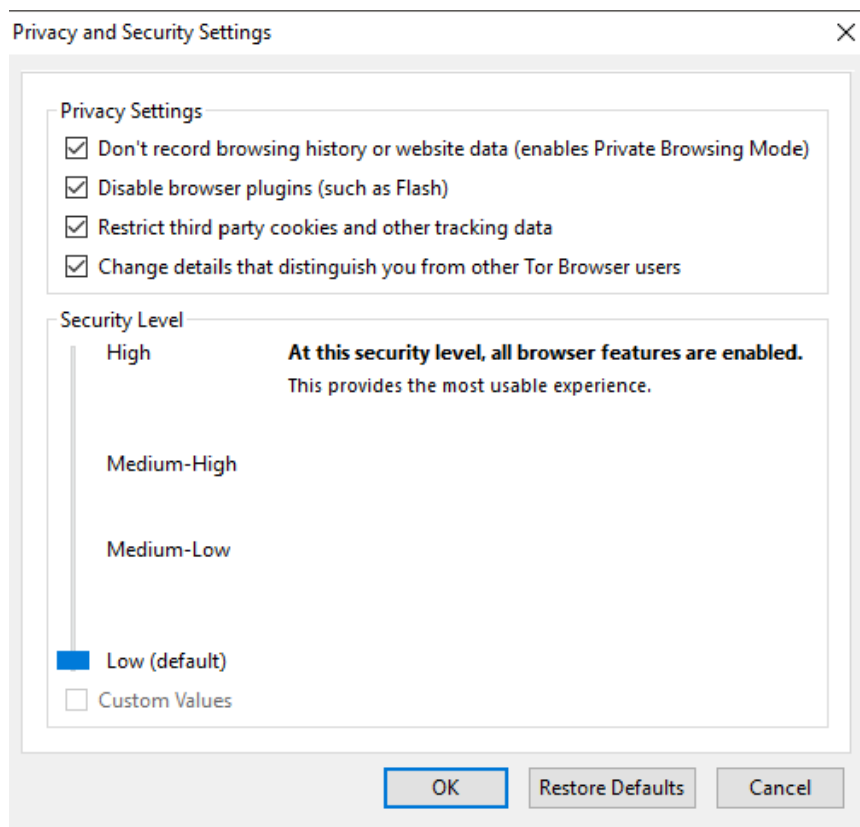 Privacy and Security Settings
Privacy Settings
Don't record browsing history or website data (enables Private Browsing Mode)
Disable browser plugins (such as Flash)
Restrict third party cookies and other tracking data
Change details that distinguish you from other Tor Browser users
Security Level
High
At this security level, all browser features are enabled.
This provides the most usable experience.
Medium-High
Medium-Low
Low (default)
Custom Values
OK
Restore Defaults
Cancel